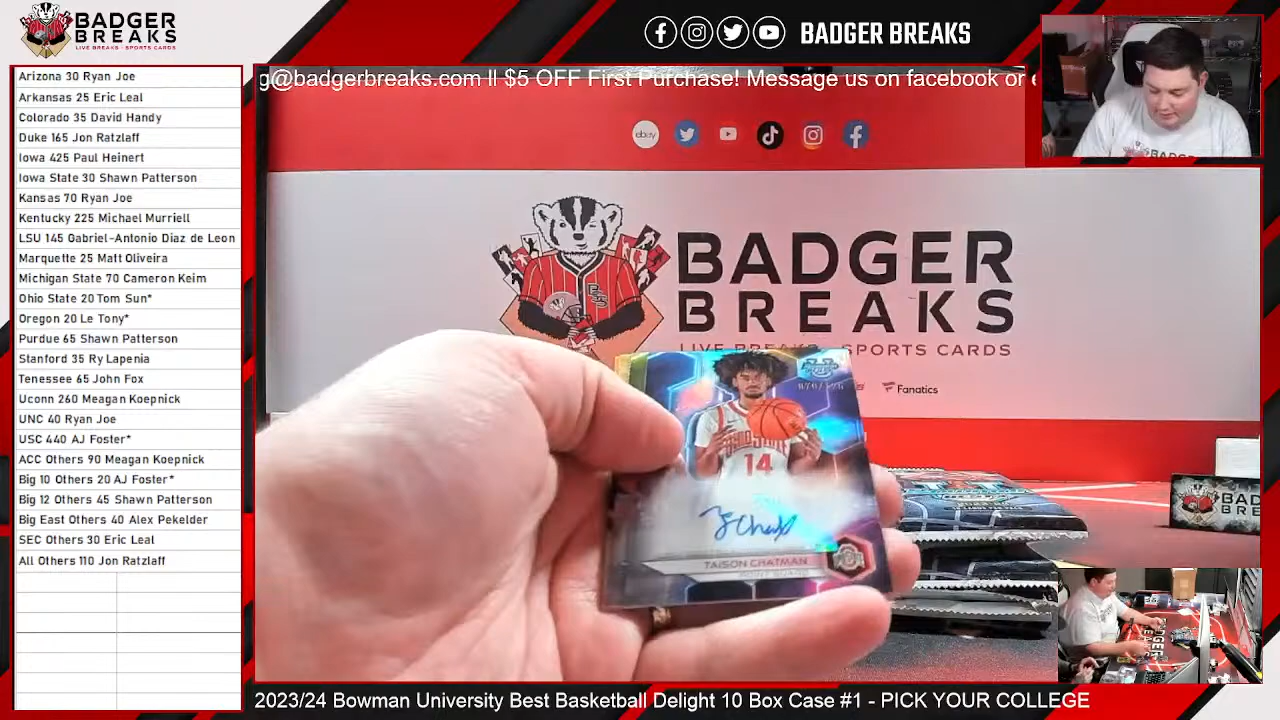 BADGER
BREAKS
LIVE BREAKS - SPORTS CARDS
BADGER BREAKS
g@badgerbreaks.com ll $5 OFF First Purchase! Message us on facebook or e
Arizona 30 Ryan Joe
Arkansas 25 Eric Leal
Colorado 35 David Handy
Duke 165 Jon Ratzlaff
Iowa 425 Paul Heinert
Iowa State 30 Shawn Patterson
Kansas 70 Ryan Joe
Kentucky 225 Michael Murriell
LSU 145 Gabriel-Antonio Diaz de Leon
Marquette 25 Matt Oliveira
Michigan State 70 Cameron Keim
Ohio State 20 Tom Sun*
Oregon 20 Le Tony*
Purdue 65 Shawn Patterson
Stanford 35 Ry Lapenia
Tenessee 65 John Fox
Uconn 260 Meagan Koepnick
UNC 40 Ryan Joe
USC 440 AJ Foster*
ACC Others 90 Meagan Koepnick
Big 10 Others 20 AJ Foster*
Big 12 Others 45 Shawn Patterson
Big East Others 40 Alex Pekelder
SEC Others 30 Eric Leal
All Others 110 Jon Ratzlaff
ebay
BADGER
BREAKS
LIVE BREAKS SPORTS CARDS
Fanatics
14
TAISON CHATMAN
POINT GUARD
BAD
BRE
BADGER
2023/24 Bowman University Best Basketball Delight 10 Box Case #1 - PICK YOUR COLLEGE